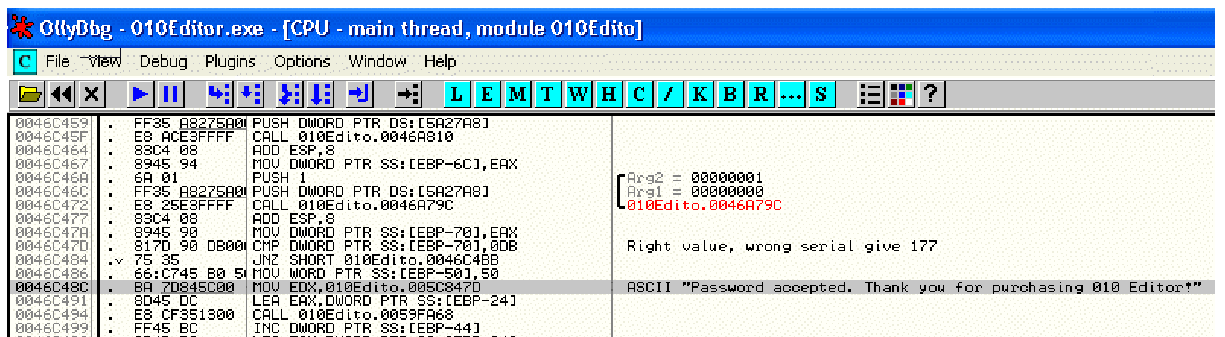 OllyDbg - 010Editor.exe - [CPU - main thread, module 010Edito]
C File View Debug Plugins Options Window Help
L E M T W H C / K B R ... S ?
0046C459 . FF35 A8275A00 PUSH DWORD PTR DS:[5A27A8]
0046C45F . E8 ACE3FFFF CALL 010Edito.0046A810
0046C464 . 83C4 08 ADD ESP,8
0046C467 . 8945 94 MOV DWORD PTR SS:[EBP-6C],EAX
0046C46A . 6A 01 PUSH 1 Arg2 = 00000001
0046C46C . FF35 A8275A00 PUSH DWORD PTR DS:[5A27A8] Arg1 = 00000000
0046C472 . E8 25E3FFFF CALL 010Edito.0046A79C 010Edito.0046A79C
0046C477 . 83C4 08 ADD ESP,8
0046C47A . 8945 90 MOV DWORD PTR SS:[EBP-70],EAX
0046C47D . 817D 90 DB00 CMP DWORD PTR SS:[EBP-70],0DB Right value, wrong serial give 177
0046C484 .v 75 35 JNZ SHORT 010Edito.0046C4BB
0046C486 . 66:C745 B0 5 MOV WORD PTR SS:[EBP-50],50
0046C48C . BA 7D845C00 MOV EDX,010Edito.005C847D ASCII "Password accepted. Thank you for purchasing 010 Editor!"
0046C491 . 8D45 DC LEA EAX,DWORD PTR SS:[EBP-24]
0046C494 . E8 CF351300 CALL 010Edito.0059FA68
0046C499 . FF45 BC INC DWORD PTR SS:[EBP-44]